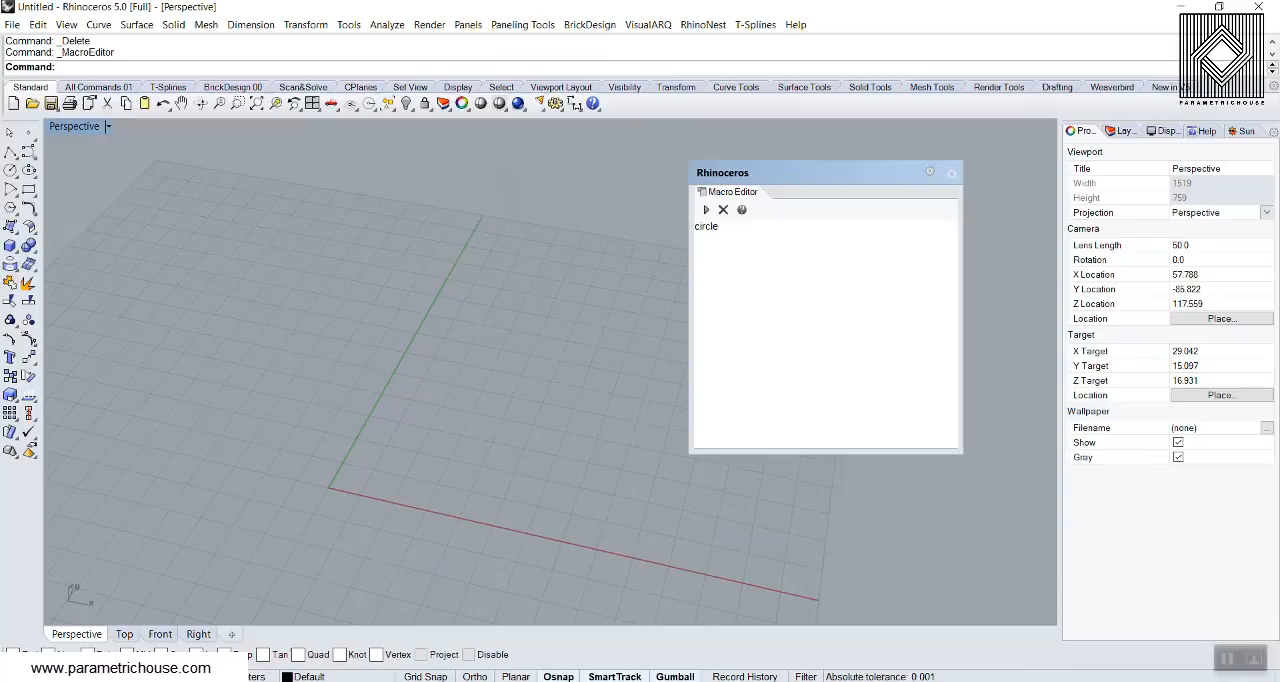 Untitled - Rhinoceros 5.0 [Full] - [Perspective]
File Edit View Curve Surface Solid Mesh Dimension Transform Tools Analyze Render Panels Paneling Tools BrickDesign VisualARQ RhinoNest T-Splines Help
Command: _Delete
Command: _MacroEditor
Command:
PARAMETRICHOUSE
Standard All Commands 01 T-Splines BrickDesign 00 Scan&Solve CPlanes Set View Display Select Viewport Layout Visibility Transform Curve Tools Surface Tools Solid Tools Mesh Tools Render Tools Drafting Weaverbird New in
Perspective
Pro... Lay... Disp... Help Sun
Rhinoceros
Macro Editor
circle
Viewport
Title Perspective
Width 1519
Height 759
Projection Perspective
Camera
Lens Length 50.0
Rotation 0.0
X Location 57.788
Y Location -85.822
Z Location 117.559
Location Place...
Target
X Target 29.042
Y Target 15.097
Z Target 16.931
Location Place...
Wallpaper
Filename (none) ...
Show
Gray
x
Perspective Top Front Right
Tan Quad Knot Vertex Project Disable
www.parametrichouse.com
Default Grid Snap Ortho Planar Osnap SmartTrack Gumball Record History Filter Absolute tolerance: 0.001